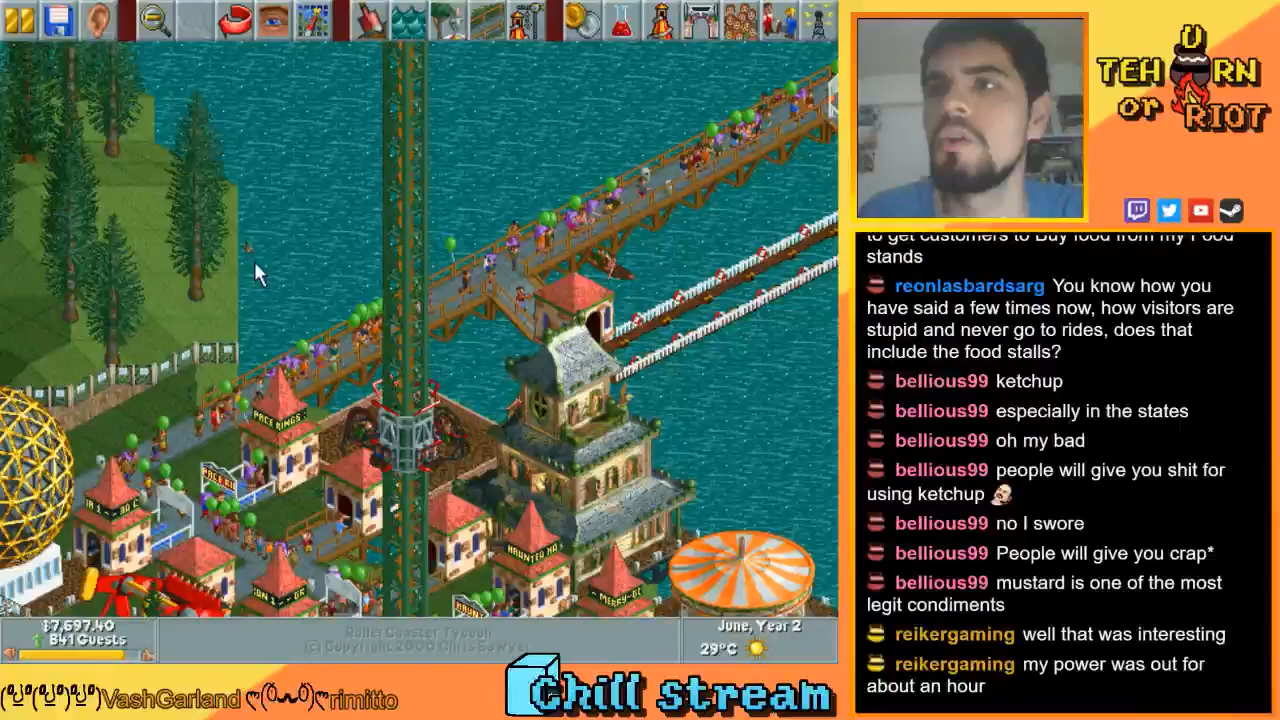 U
TEH RN
or RIOT
to get customers to Buy food from my Food
stands
reonlasbardsarg You know how you
have said a few times now, how visitors are
stupid and never go to rides, does that
include the food stalls?
bellious99 ketchup
bellious99 especially in the states
bellious99 oh my bad
bellious99 people will give you shit for
using ketchup
bellious99 no I swore
bellious99 People will give you crap*
bellious99 mustard is one of the most
legit condiments
reikergaming well that was interesting
reikergaming my power was out for
about an hour
RACE RINGS
HAUNTED HA
MERRY-GO
$7,697.40
841 Guests
RollerCoaster Tycoon
© Copyright 2000 Chris Sawyer
June, Year 2
29°C
VashGarland
rimitto
Chill stream